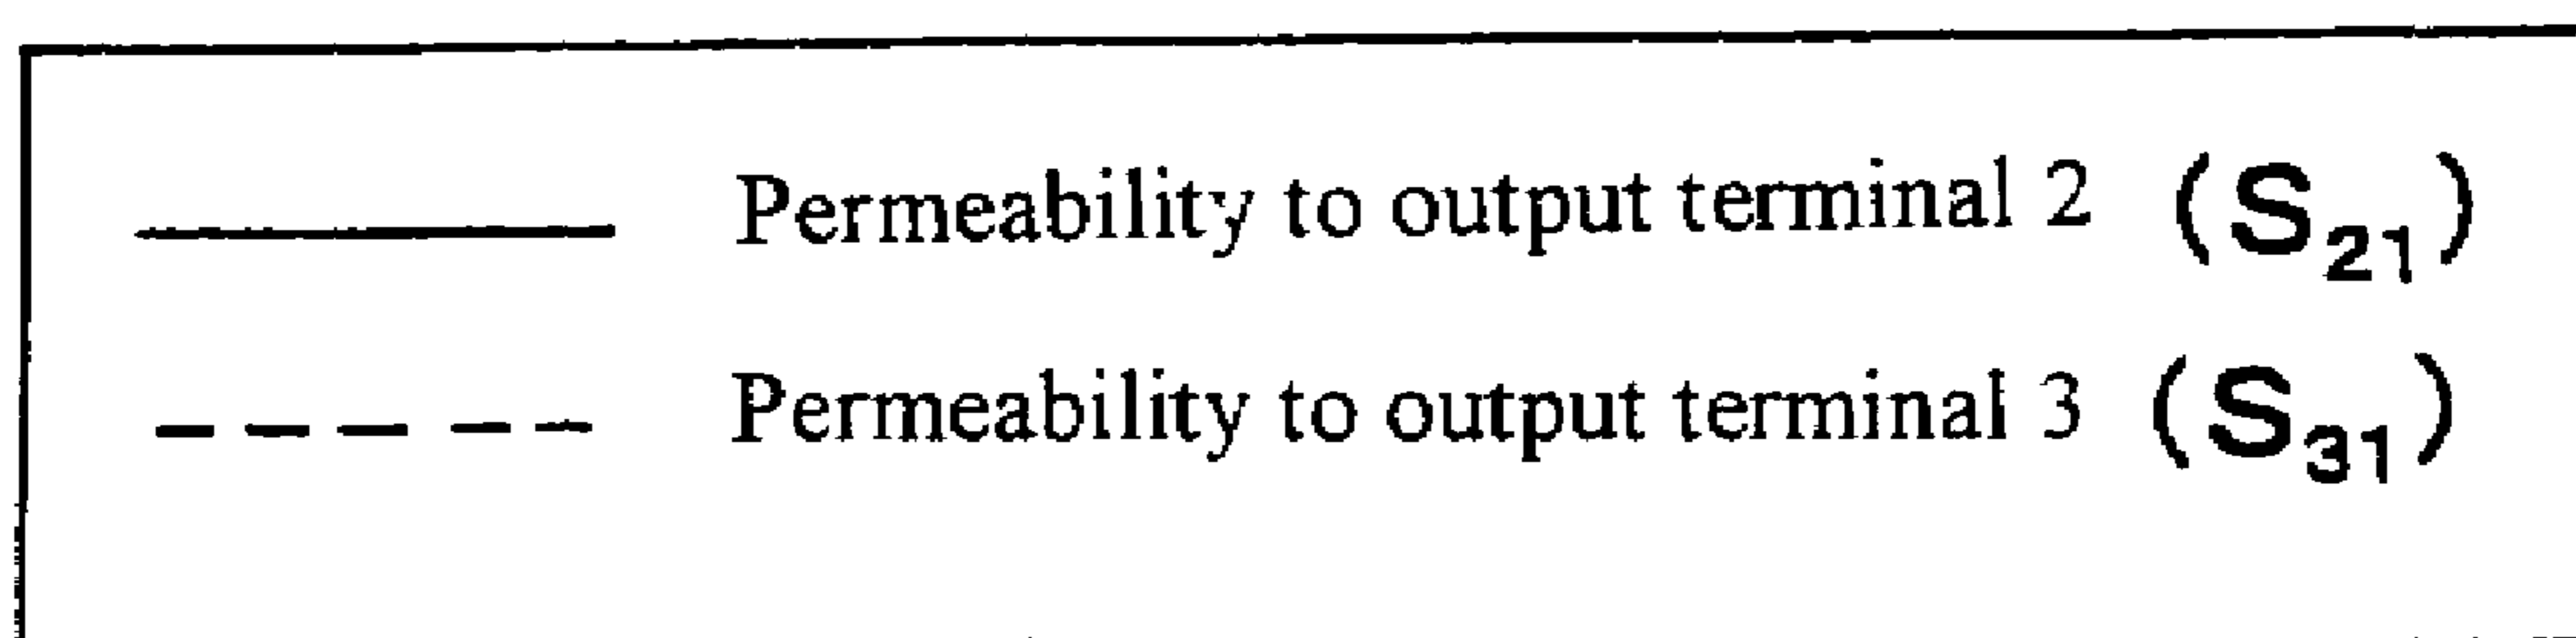 Permeability to output terminal 2 (S₂₁)
Permeability to output terminal 3 (S₃₁)